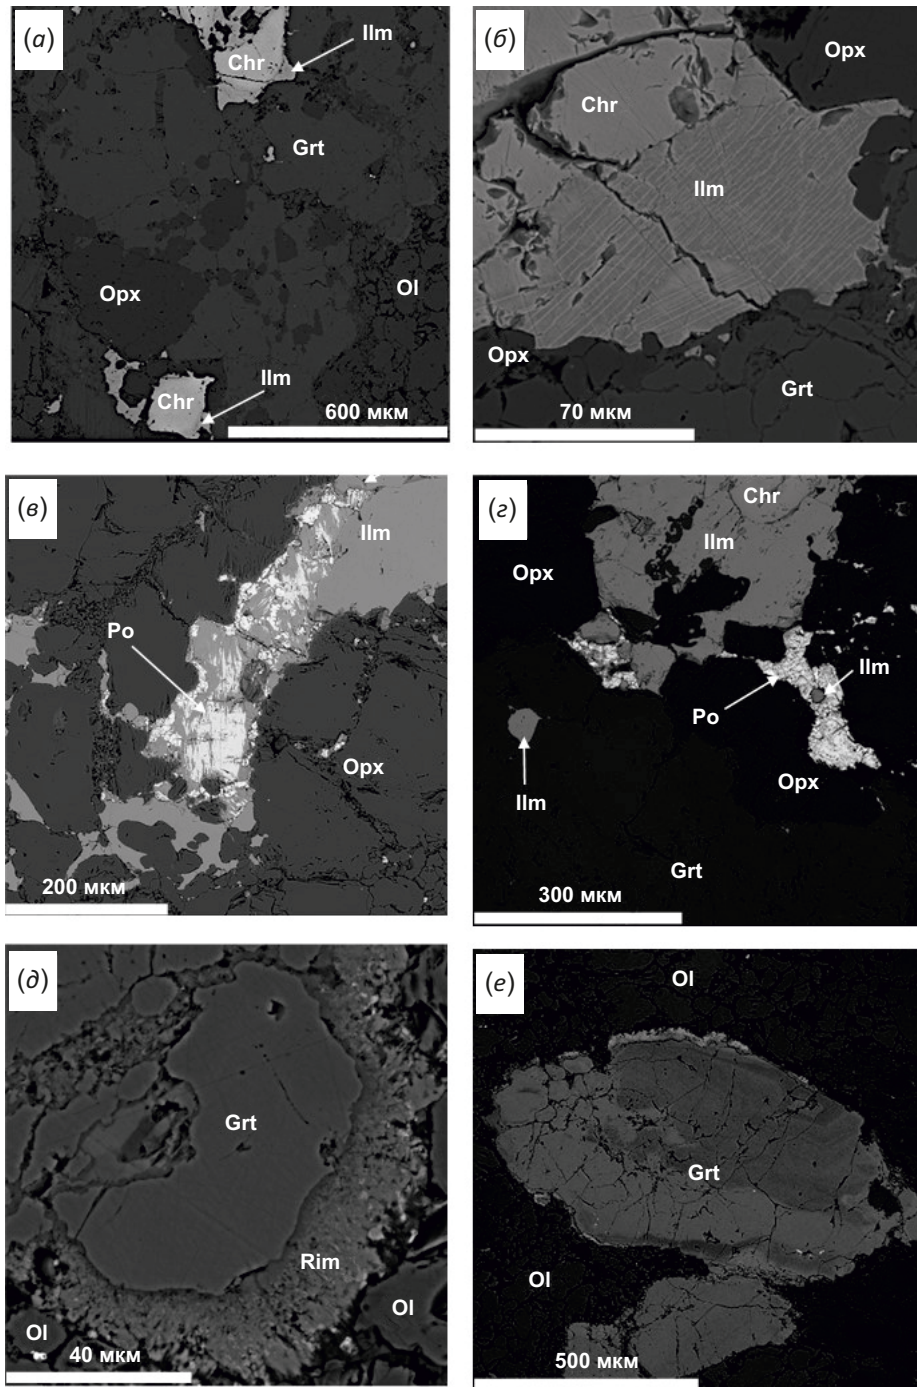 (а)
Chr
Ilm
Grt
Opx
Ol
Chr
Ilm
600 мкм
(б)
Opx
Chr
Ilm
Opx
Grt
70 мкм
(в)
Ilm
Po
Opx
200 мкм
(г)
Chr
Ilm
Opx
Ilm
Po
Ilm
Opx
Grt
300 мкм
(д)
Grt
Rim
Ol
Ol
40 мкм
(е)
Ol
Grt
Ol
500 мкм